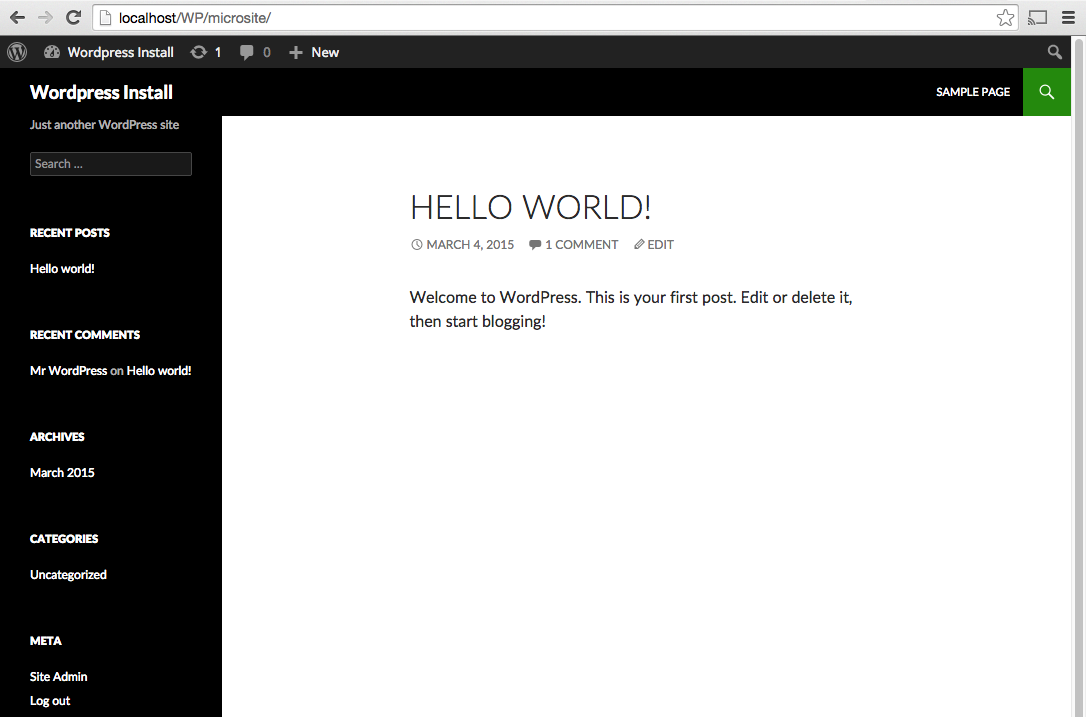 localhost/WP/microsite/
Wordpress Install 1 0 New
Wordpress Install
SAMPLE PAGE
Just another WordPress site
Search ...
RECENT POSTS
Hello world!
RECENT COMMENTS
Mr WordPress on Hello world!
ARCHIVES
March 2015
CATEGORIES
Uncategorized
META
Site Admin
Log out
HELLO WORLD!
MARCH 4, 2015 1 COMMENT EDIT
Welcome to WordPress. This is your first post. Edit or delete it,
then start blogging!